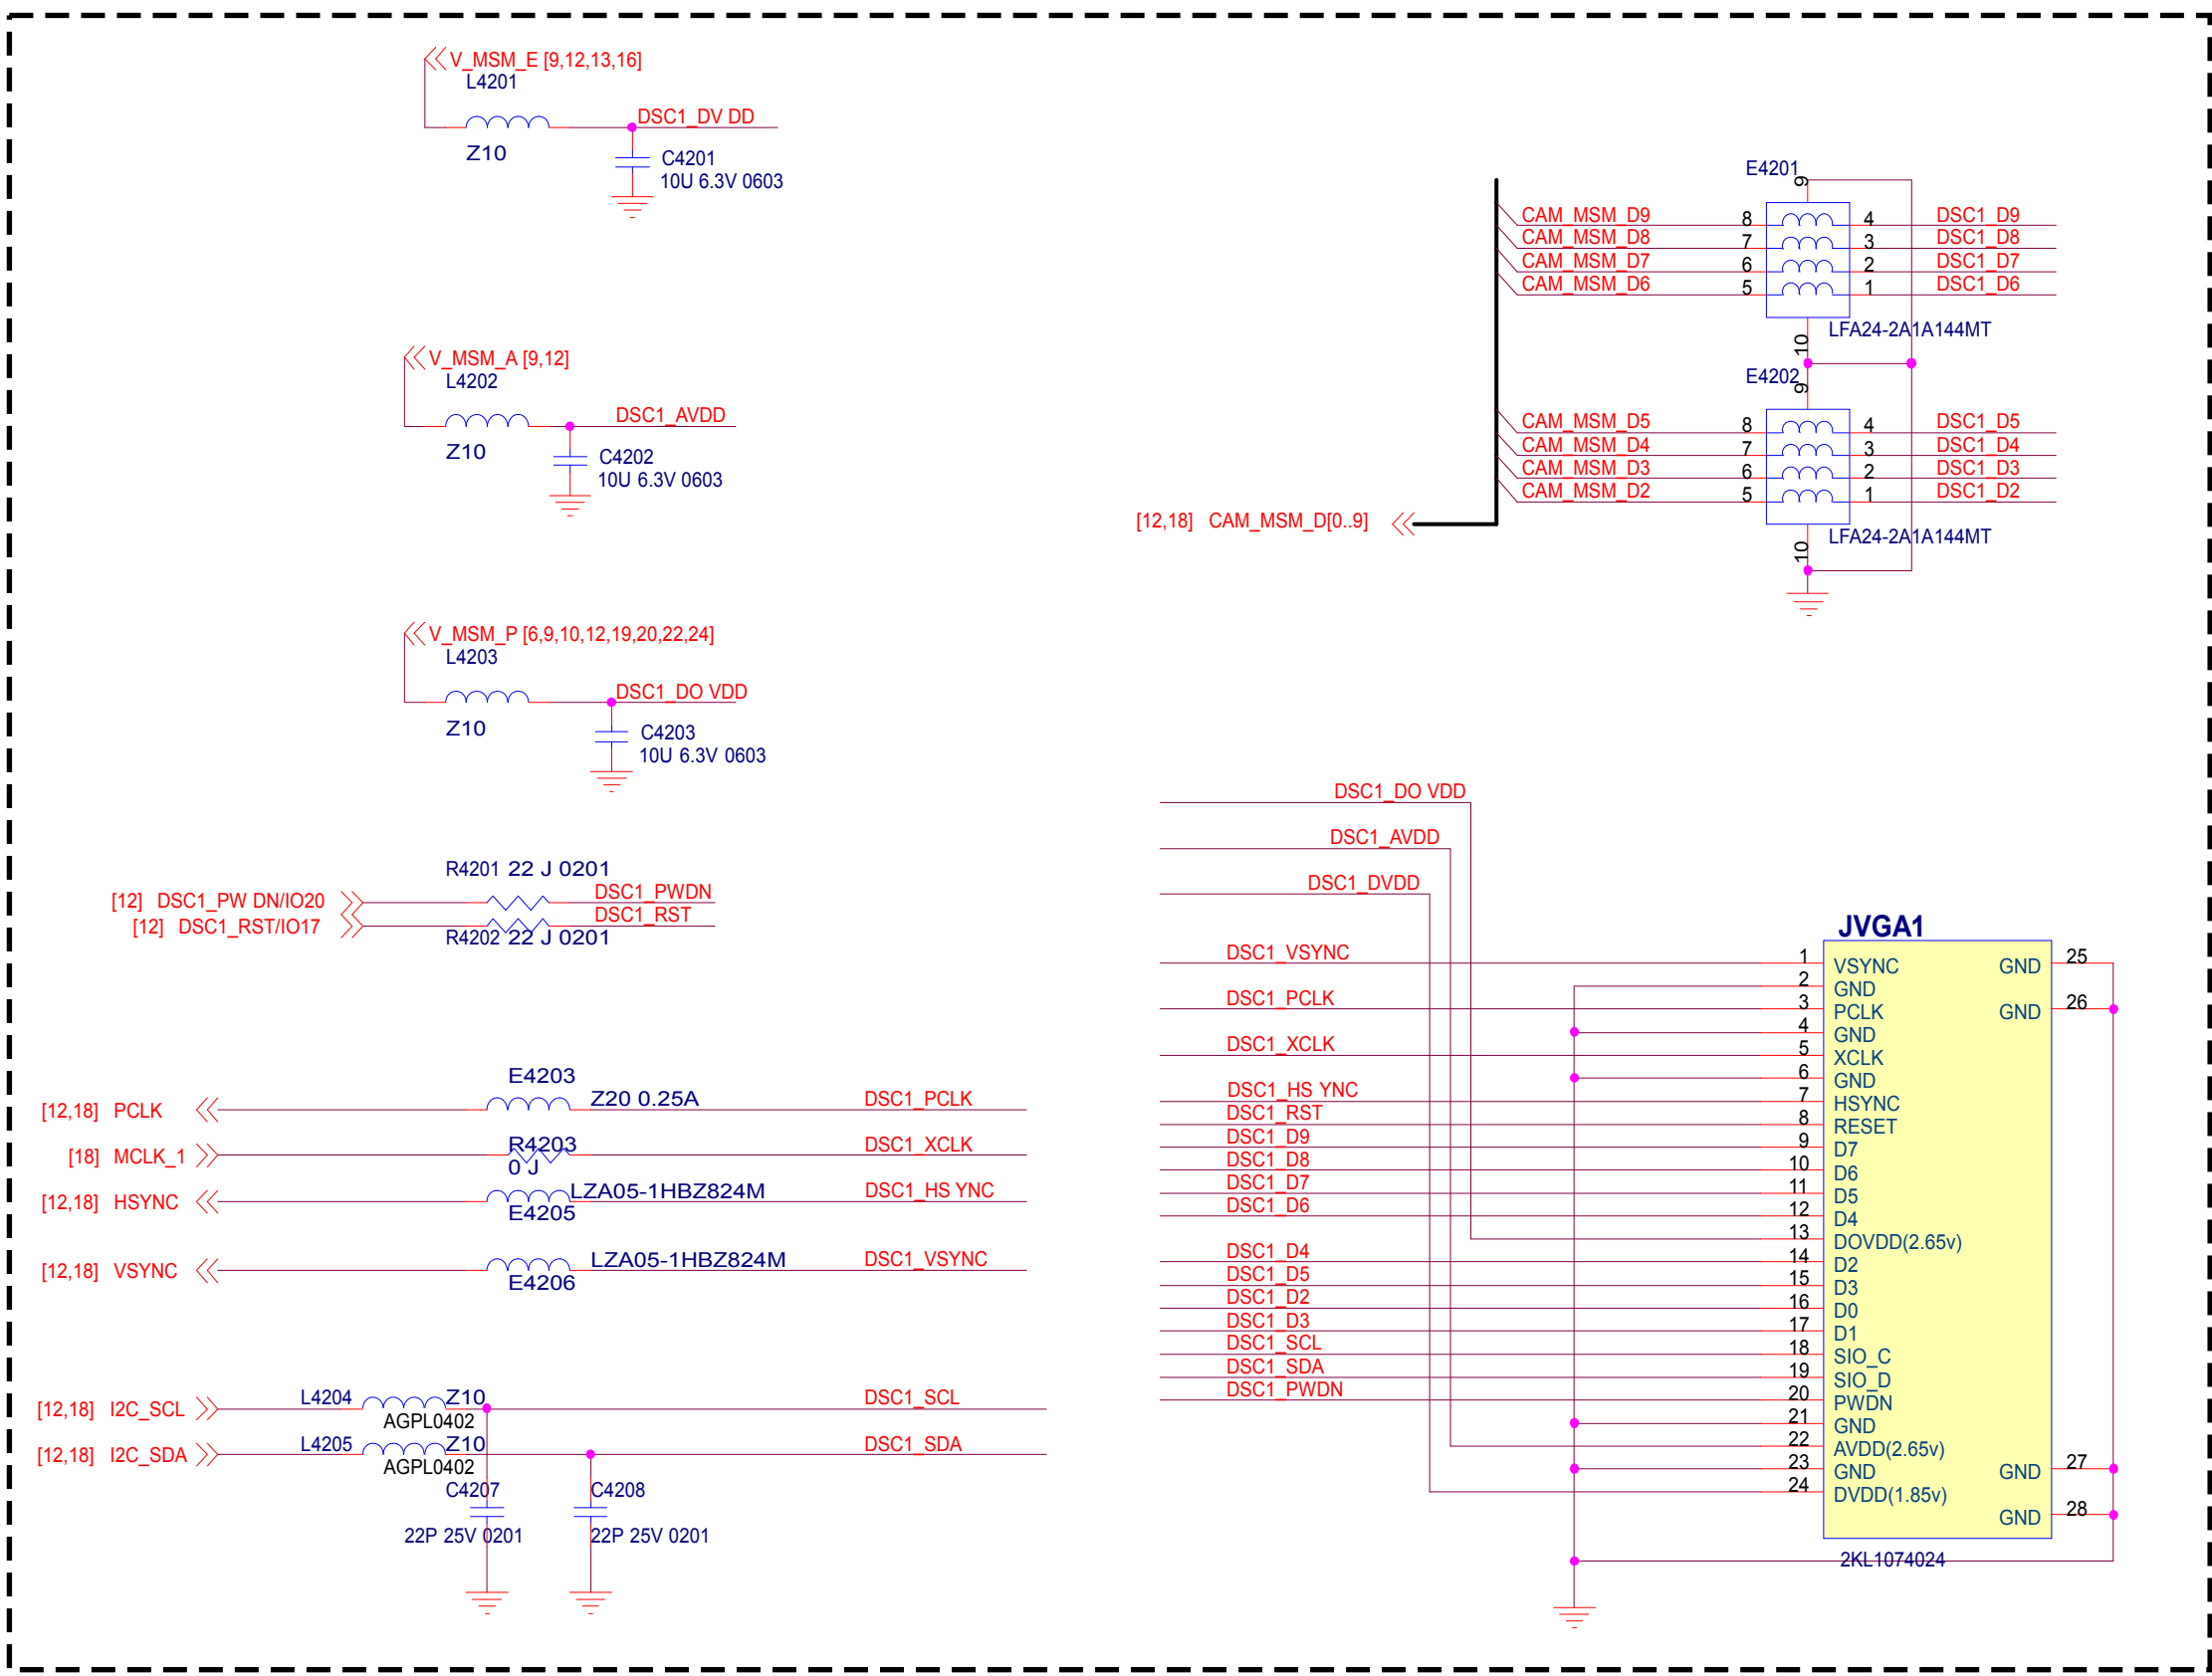 V_MSM_E [9,12,13,16]
L4201
DSC1_DV DD
Z10
C4201
10U 6.3V 0603
V_MSM_A [9,12]
L4202
DSC1_AVDD
Z10
C4202
10U 6.3V 0603
V_MSM_P [6,9,10,12,19,20,22,24]
L4203
DSC1_DO VDD
Z10
C4203
10U 6.3V 0603
R4201 22 J 0201
[12] DSC1_PW DN/IO20 DSC1_PWDN
[12] DSC1_RST/IO17 DSC1_RST
R4202 22 J 0201
E4203
[12,18] PCLK Z20 0.25A DSC1_PCLK
R4203
[18] MCLK_1 DSC1_XCLK
0 J
[12,18] HSYNC LZA05-1HBZ824M DSC1_HS YNC
E4205
[12,18] VSYNC LZA05-1HBZ824M DSC1_VSYNC
E4206
[12,18] I2C_SCL L4204 Z10 DSC1_SCL
AGPL0402
[12,18] I2C_SDA L4205 Z10 DSC1_SDA
AGPL0402
C4207 C4208
22P 25V 0201 22P 25V 0201
E4201
9
CAM_MSM_D9 8 4 DSC1_D9
CAM_MSM_D8 7 3 DSC1_D8
CAM_MSM_D7 6 2 DSC1_D7
CAM_MSM_D6 5 1 DSC1_D6
LFA24-2A1A144MT
10
E4202
9
CAM_MSM_D5 8 4 DSC1_D5
CAM_MSM_D4 7 3 DSC1_D4
CAM_MSM_D3 6 2 DSC1_D3
CAM_MSM_D2 5 1 DSC1_D2
[12,18] CAM_MSM_D[0..9]
LFA24-2A1A144MT
10
DSC1_DO VDD
DSC1_AVDD
DSC1_DVDD
JVGA1
DSC1_VSYNC 1 VSYNC GND 25
2 GND
DSC1_PCLK 3 PCLK GND 26
4 GND
DSC1_XCLK 5 XCLK
6 GND
DSC1_HS YNC 7 HSYNC
DSC1_RST 8 RESET
DSC1_D9 9 D7
DSC1_D8 10 D6
DSC1_D7 11 D5
DSC1_D6 12 D4
13 DOVDD(2.65v)
DSC1_D4 14 D2
DSC1_D5 15 D3
DSC1_D2 16 D0
DSC1_D3 17 D1
DSC1_SCL 18 SIO_C
DSC1_SDA 19 SIO_D
DSC1_PWDN 20 PWDN
21 GND
22 AVDD(2.65v)
23 GND GND 27
24 DVDD(1.85v)
GND 28
2KL1074024